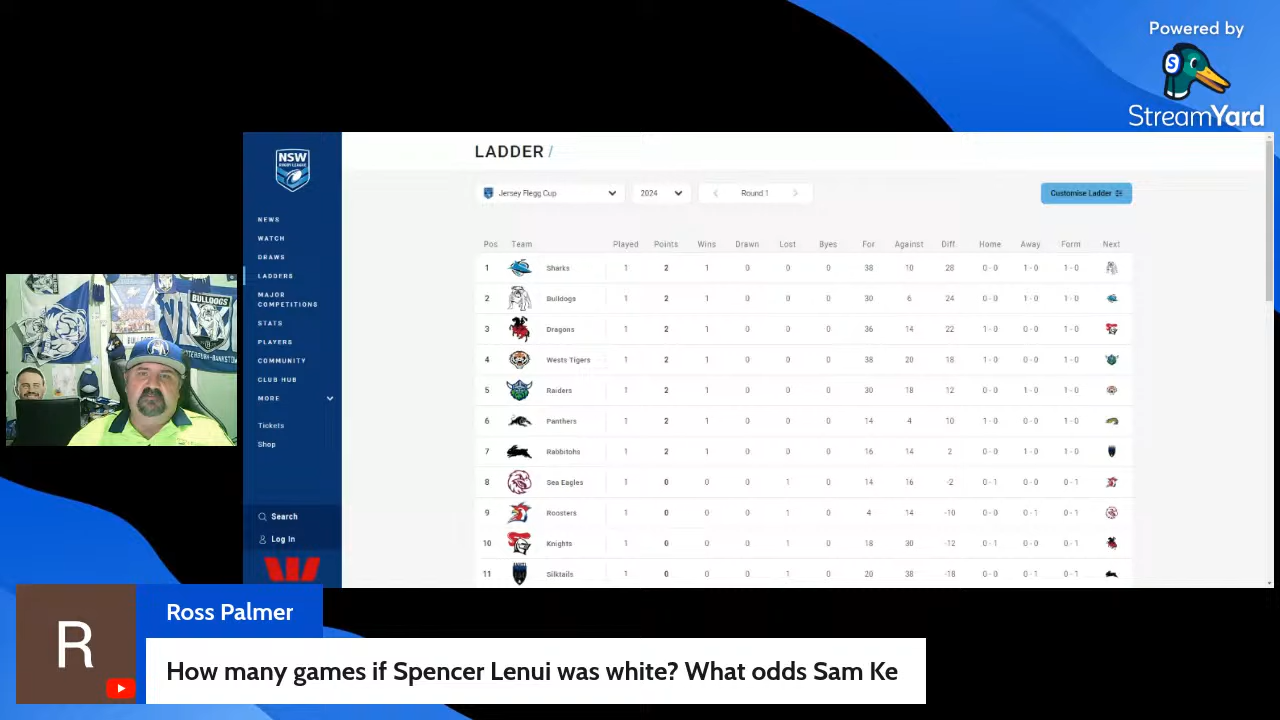 Powered by
StreamYard
NSW
RUGBY LEAGUE
LADDER /
Jersey Flegg Cup 2024 Round 1 Customise Ladder
NEWS
WATCH
DRAWS
LADDERS
MAJOR
COMPETITIONS
STATS
PLAYERS
COMMUNITY
CLUB HUB
MORE
Tickets
Shop
Search
Log In
Pos Team Played Points Wins Drawn Lost Byes For Against Diff Home Away Form Next
1 Sharks 1 2 1 0 0 0 38 10 28 0 - 0 1 - 0 1 - 0
2 Bulldogs 1 2 1 0 0 0 30 6 24 0 - 0 1 - 0 1 - 0
3 Dragons 1 2 1 0 0 0 36 14 22 1 - 0 0 - 0 1 - 0
4 Wests Tigers 1 2 1 0 0 0 38 20 18 1 - 0 0 - 0 1 - 0
5 Raiders 1 2 1 0 0 0 30 18 12 0 - 0 1 - 0 1 - 0
6 Panthers 1 2 1 0 0 0 14 4 10 1 - 0 0 - 0 1 - 0
7 Rabbitohs 1 2 1 0 0 0 16 14 2 0 - 0 1 - 0 1 - 0
8 Sea Eagles 1 0 0 0 1 0 14 16 -2 0 - 1 0 - 0 0 - 1
9 Roosters 1 0 0 0 1 0 4 14 -10 0 - 0 0 - 1 0 - 1
10 Knights 1 0 0 0 1 0 18 30 -12 0 - 1 0 - 0 0 - 1
11 Silktails 1 0 0 0 1 0 20 38 -18 0 - 0 0 - 1 0 - 1
BULLDOGS
R
Ross Palmer
How many games if Spencer Lenui was white? What odds Sam Ke